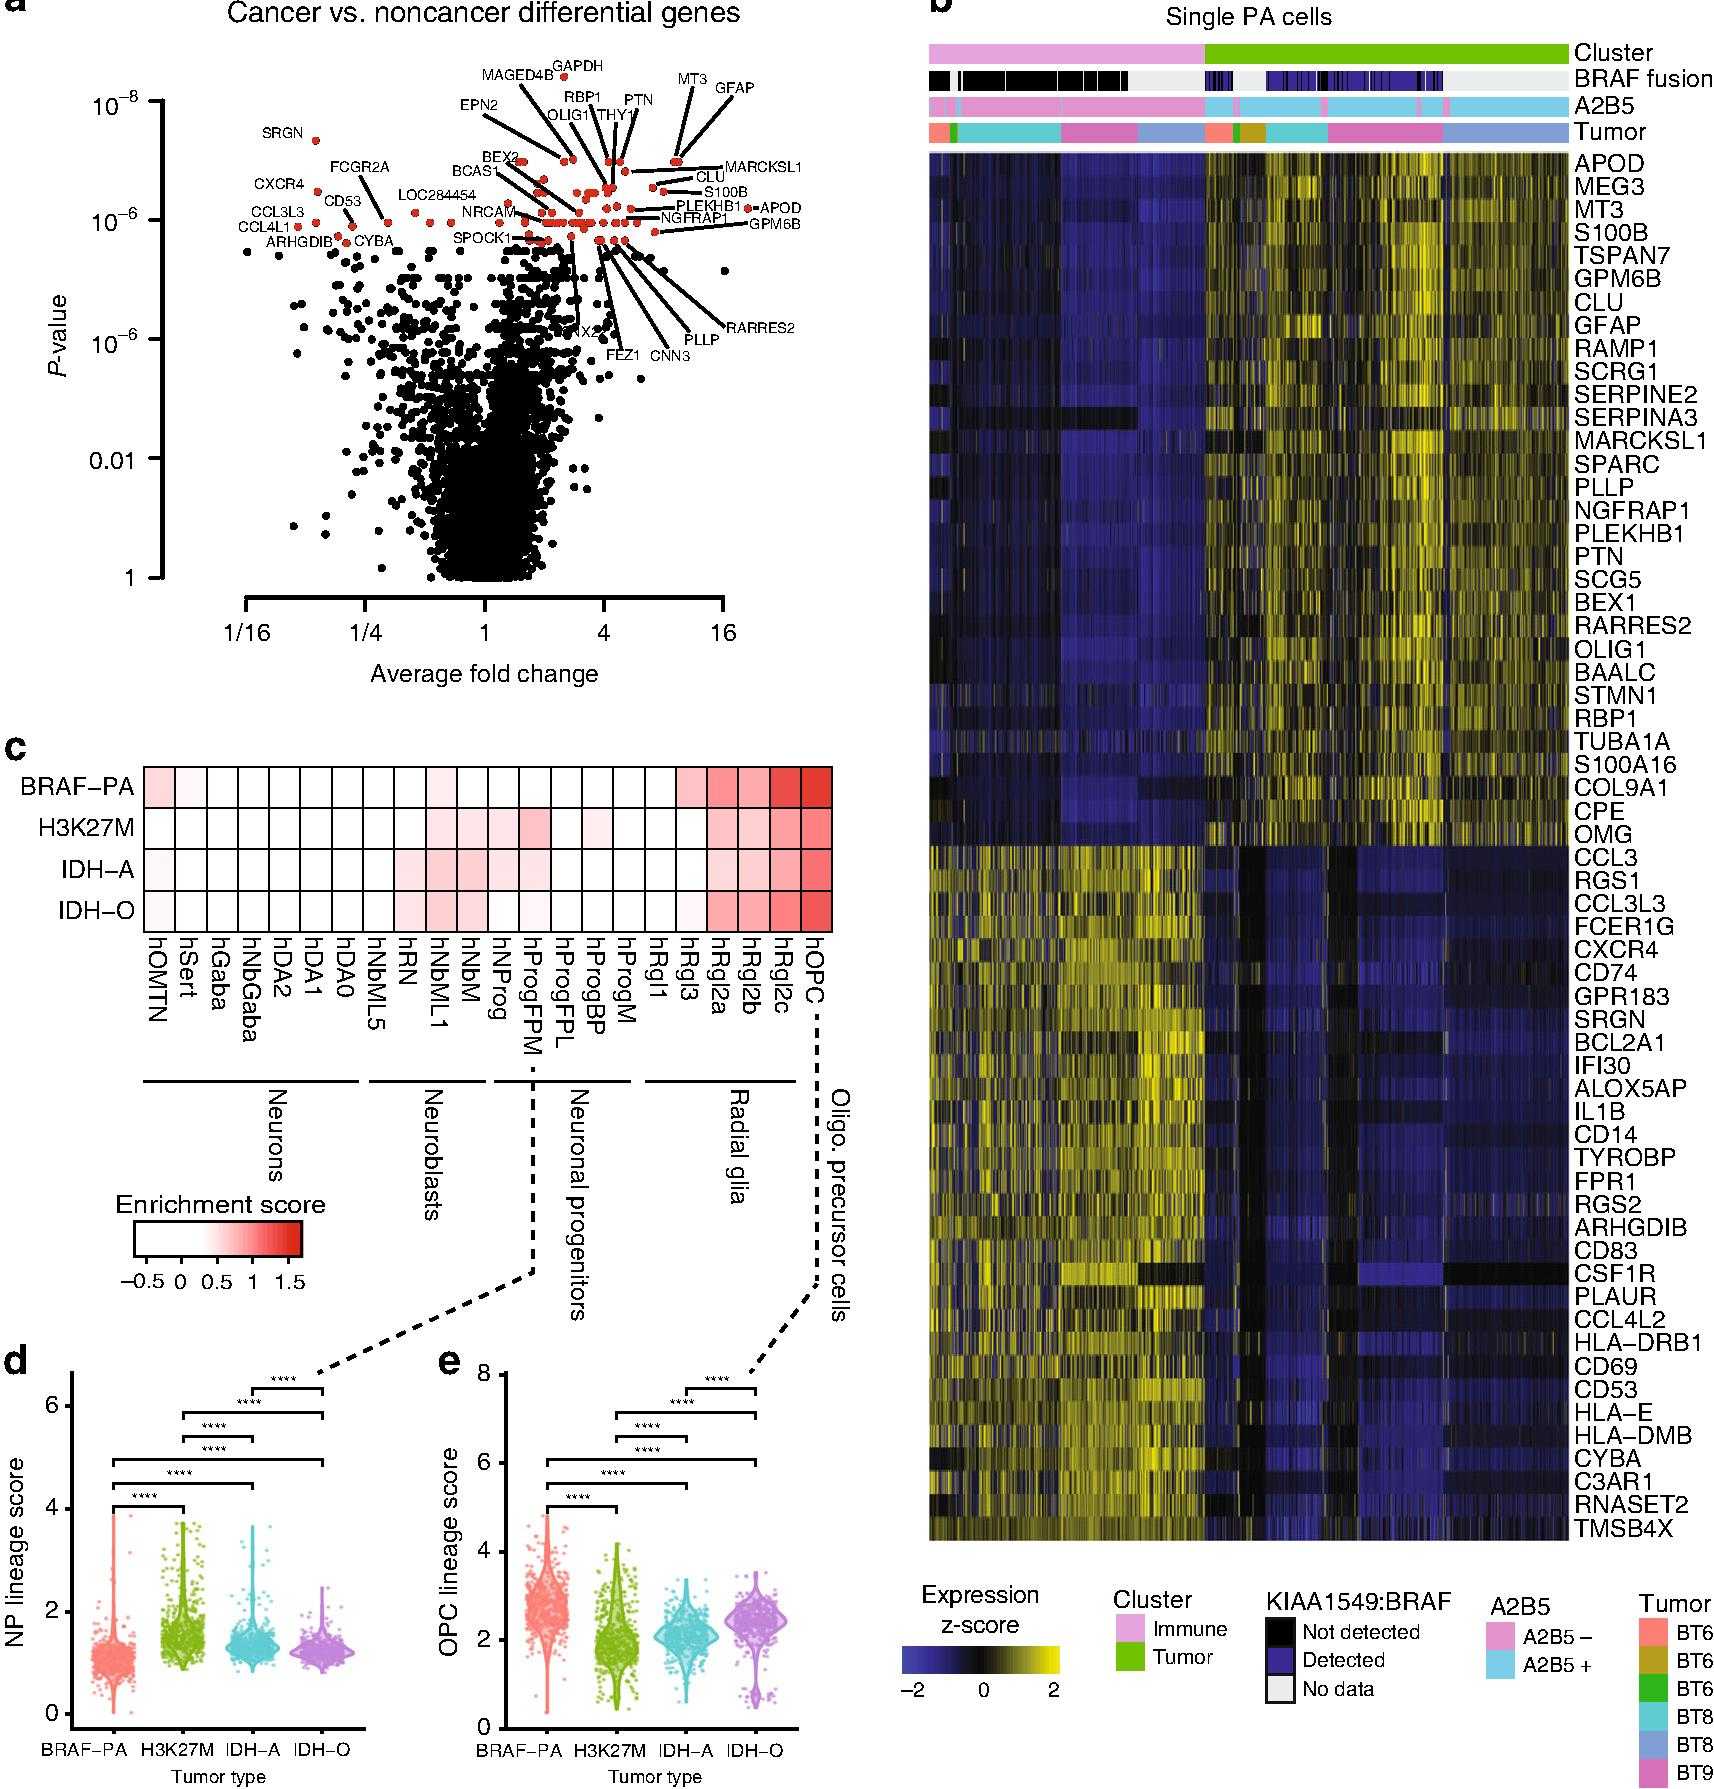 a
Cancer vs. noncancer differential genes
10−8
10−6
10−6
0.01
1
P-value
1/16
1/4
1
4
16
Average fold change
GAPDH
MAGED4B
MT3
GFAP
RBP1
PTN
EPN2
OLIG1
THY1
SRGN
BEX2
FCGR2A
MARCKSL1
BCAS1
CLU
CXCR4
S100B
LOC284454
CD53
PLEKHB1
APOD
CCL3L3
NRCAM
NGFRAP1
CCL4L1
GPM6B
ARHGDIB
CYBA
SPOCK1
RARRES2
PLLP
FEZ1
CNN3
b
Single PA cells
Cluster
BRAF fusion
A2B5
Tumor
APOD
MEG3
MT3
S100B
TSPAN7
GPM6B
CLU
GFAP
RAMP1
SCRG1
SERPINE2
SERPINA3
MARCKSL1
SPARC
PLLP
NGFRAP1
PLEKHB1
PTN
SCG5
BEX1
RARRES2
OLIG1
BAALC
STMN1
RBP1
TUBA1A
S100A16
COL9A1
CPE
OMG
CCL3
RGS1
CCL3L3
FCER1G
CXCR4
CD74
GPR183
SRGN
BCL2A1
IFI30
ALOX5AP
IL1B
CD14
TYROBP
FPR1
RGS2
ARHGDIB
CD83
CSF1R
PLAUR
CCL4L2
HLA−DRB1
CD69
CD53
HLA−E
HLA−DMB
CYBA
C3AR1
RNASET2
TMSB4X
Expression
z-score
−2
0
2
Cluster
Immune
Tumor
KIAA1549:BRAF
Not detected
Detected
No data
A2B5
A2B5 −
A2B5 +
Tumor
BT6
BT6
BT6
BT8
BT8
BT9
c
BRAF−PA
H3K27M
IDH−A
IDH−O
hOMTN
hSert
hGaba
hNbGaba
hDA2
hDA1
hDA0
hNbML5
hRN
hNbML1
hNbM
hNProg
hProgFPM
hProgFPL
hProgBP
hProgM
hRgl1
hRgl3
hRgl2a
hRgl2b
hRgl2c
hOPC
Neurons
Neuroblasts
Neuronal progenitors
Radial glia
Oligo. precursor cells
Enrichment score
−0.5 0 0.5 1 1.5
d
NP lineage score
6
4
2
0
****
****
****
****
****
****
BRAF−PA H3K27M IDH−A IDH−O
Tumor type
e
OPC lineage score
8
6
4
2
0
****
****
****
****
****
****
BRAF−PA H3K27M IDH−A IDH−O
Tumor type